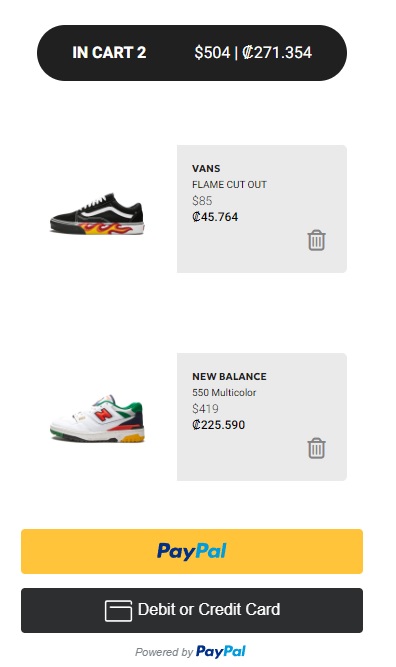 IN CART 2 $504 | ₡271.354
VANS
FLAME CUT OUT
$85
₡45.764
N
NEW BALANCE
550 Multicolor
$419
₡225.590
PayPal
Debit or Credit Card
Powered by PayPal